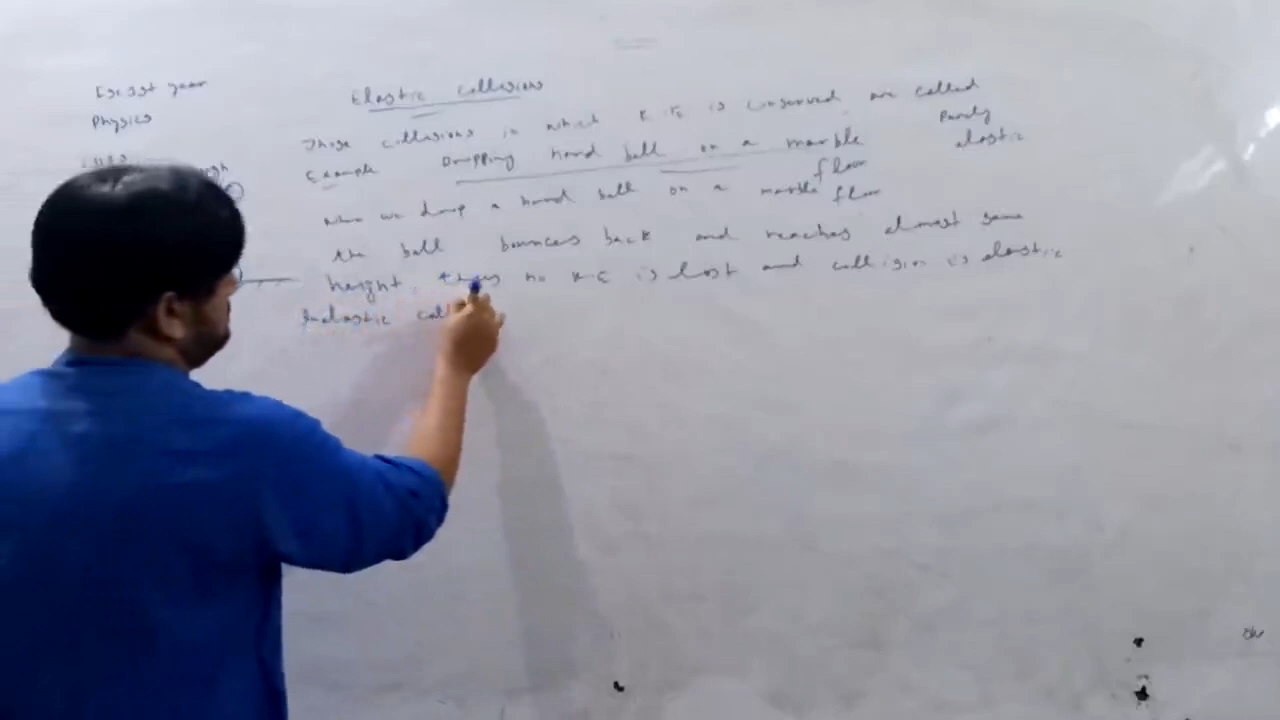 First year
Physics
Elastic collisions
Those collisions in which K.E is conserved are called
Purely
elastic
Example Dropping hard ball on a marble
floor
when we drop a hard ball on a marble floor
the ball bounces back and reaches almost same
height, thus no K.E is lost and collision is elastic
Inelastic coll